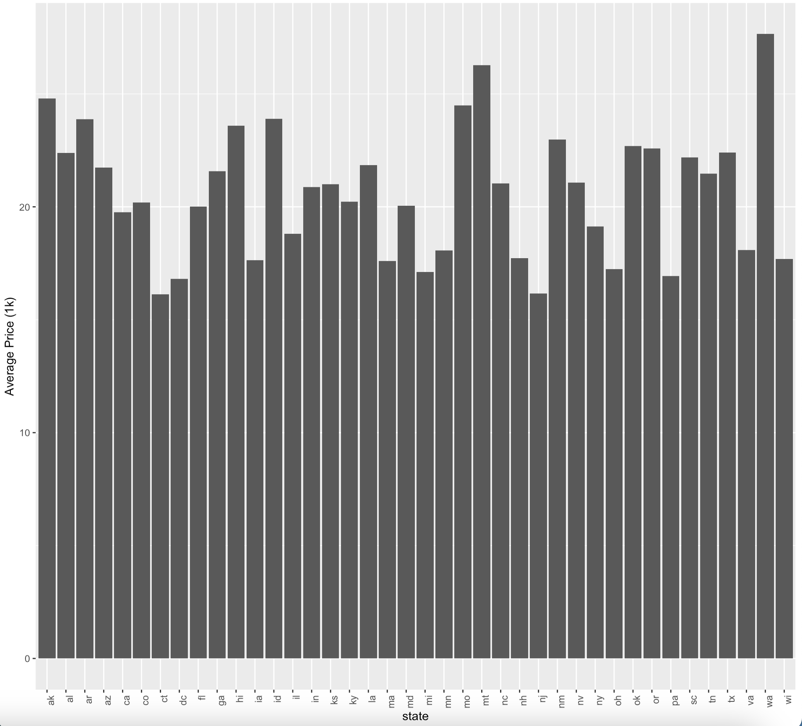 Average Price (1k)
20
10
0
ak al ar az ca co ct dc fl ga hi ia id il in ks ky la ma md mi mn mo mt nc nh nj nm nv ny oh ok or pa sc tn tx va wa wi
state